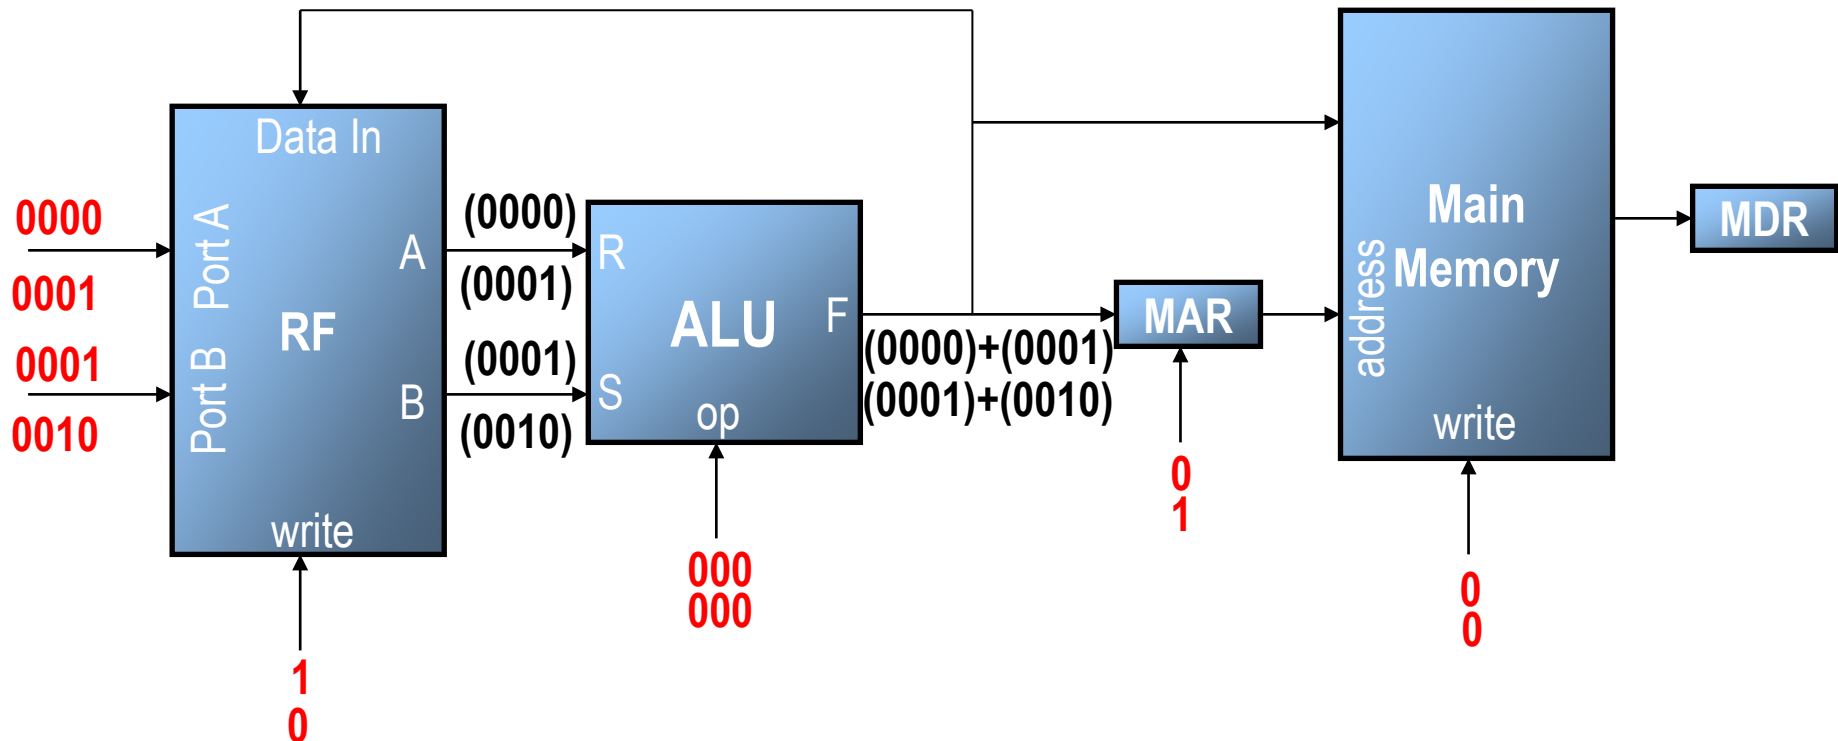 Data In
0000
0001
Port A
0001
0010
Port B
RF
A
B
write
1
0
(0000)
(0001)
(0001)
(0010)
R
S
ALU
F
op
000
000
(0000)+(0001)
(0001)+(0010)
MAR
0
1
Main
Memory
address
write
0
0
MDR